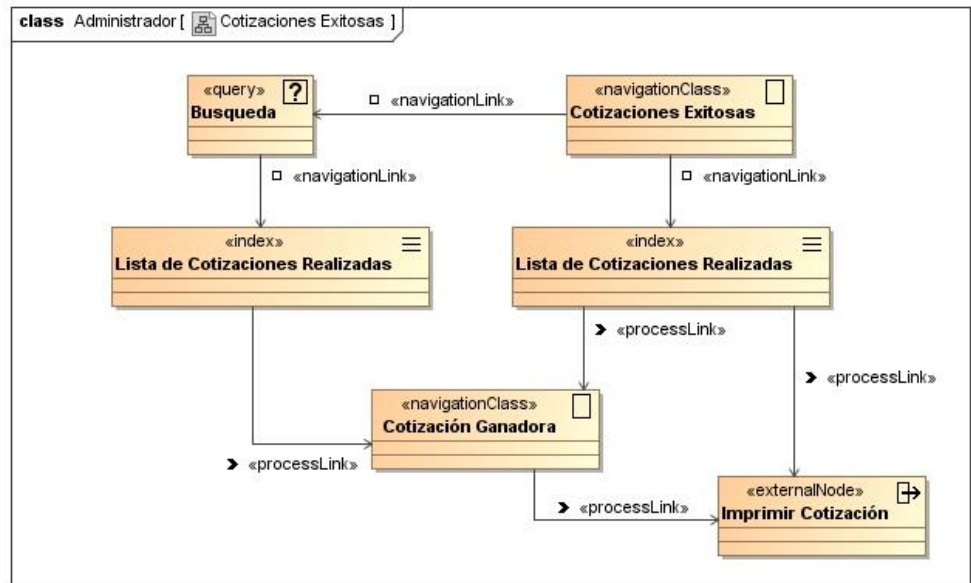 class Administrador [ Cotizaciones Exitosas ]
«query» ?
Busqueda
«navigationLink»
«navigationClass»
Cotizaciones Exitosas
«navigationLink»
«navigationLink»
«index»
Lista de Cotizaciones Realizadas
«index»
Lista de Cotizaciones Realizadas
«processLink»
«processLink»
«navigationClass»
Cotización Ganadora
«processLink»
«externalNode»
Imprimir Cotización
«processLink»